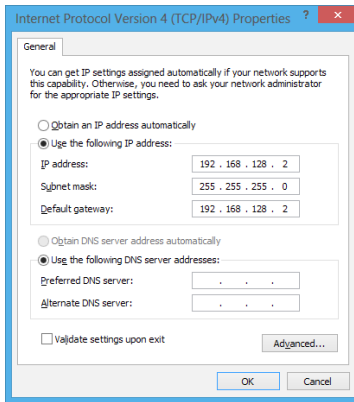 Internet Protocol Version 4 (TCP/IPv4) Properties ? ×
General
You can get IP settings assigned automatically if your network supports
this capability. Otherwise, you need to ask your network administrator
for the appropriate IP settings.
Obtain an IP address automatically
Use the following IP address:
IP address: 192 . 168 . 128 . 2
Subnet mask: 255 . 255 . 255 . 0
Default gateway: 192 . 168 . 128 . 2
Obtain DNS server address automatically
Use the following DNS server addresses:
Preferred DNS server: . . .
Alternate DNS server: . . .
Validate settings upon exit
Advanced...
OK Cancel